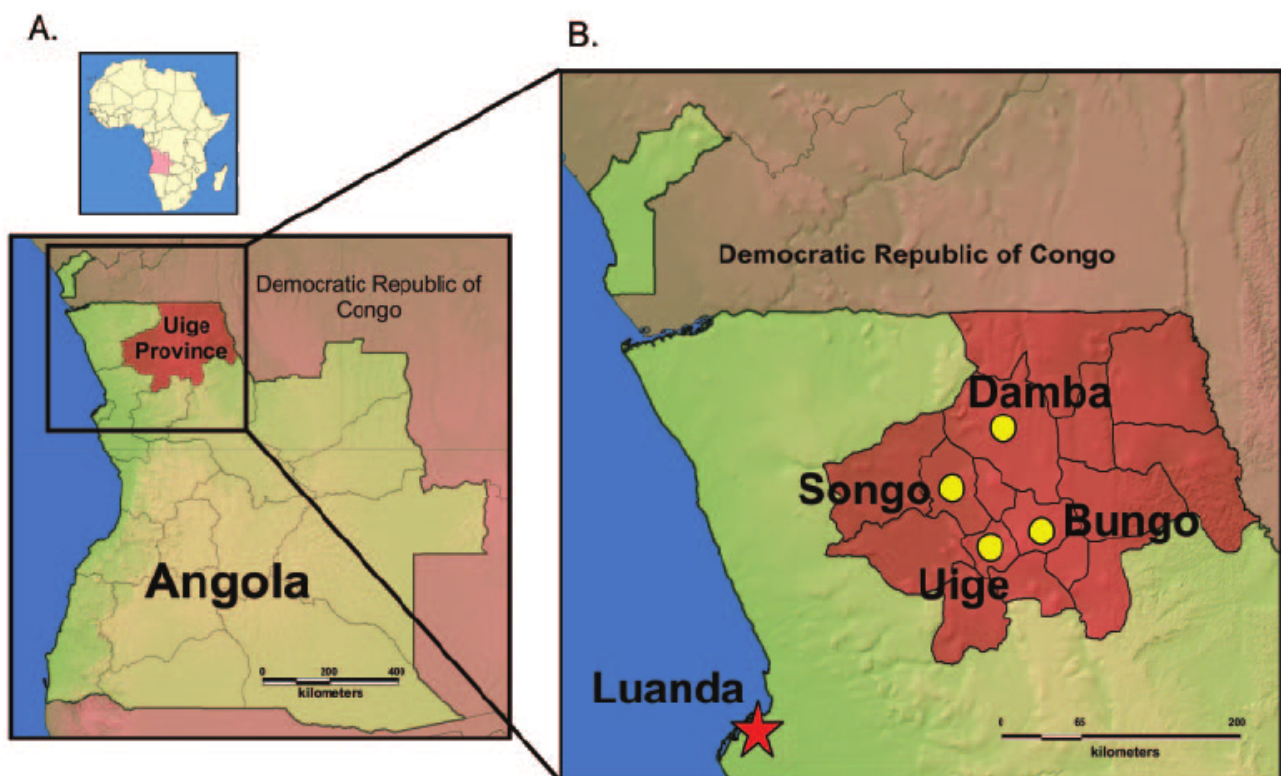 A.
B.
Democratic Republic of
Congo
Uige
Province
Angola
0 200 400
kilometers
Democratic Republic of Congo
Damba
Songo
Bungo
Uige
Luanda
0 65 200
kilometers